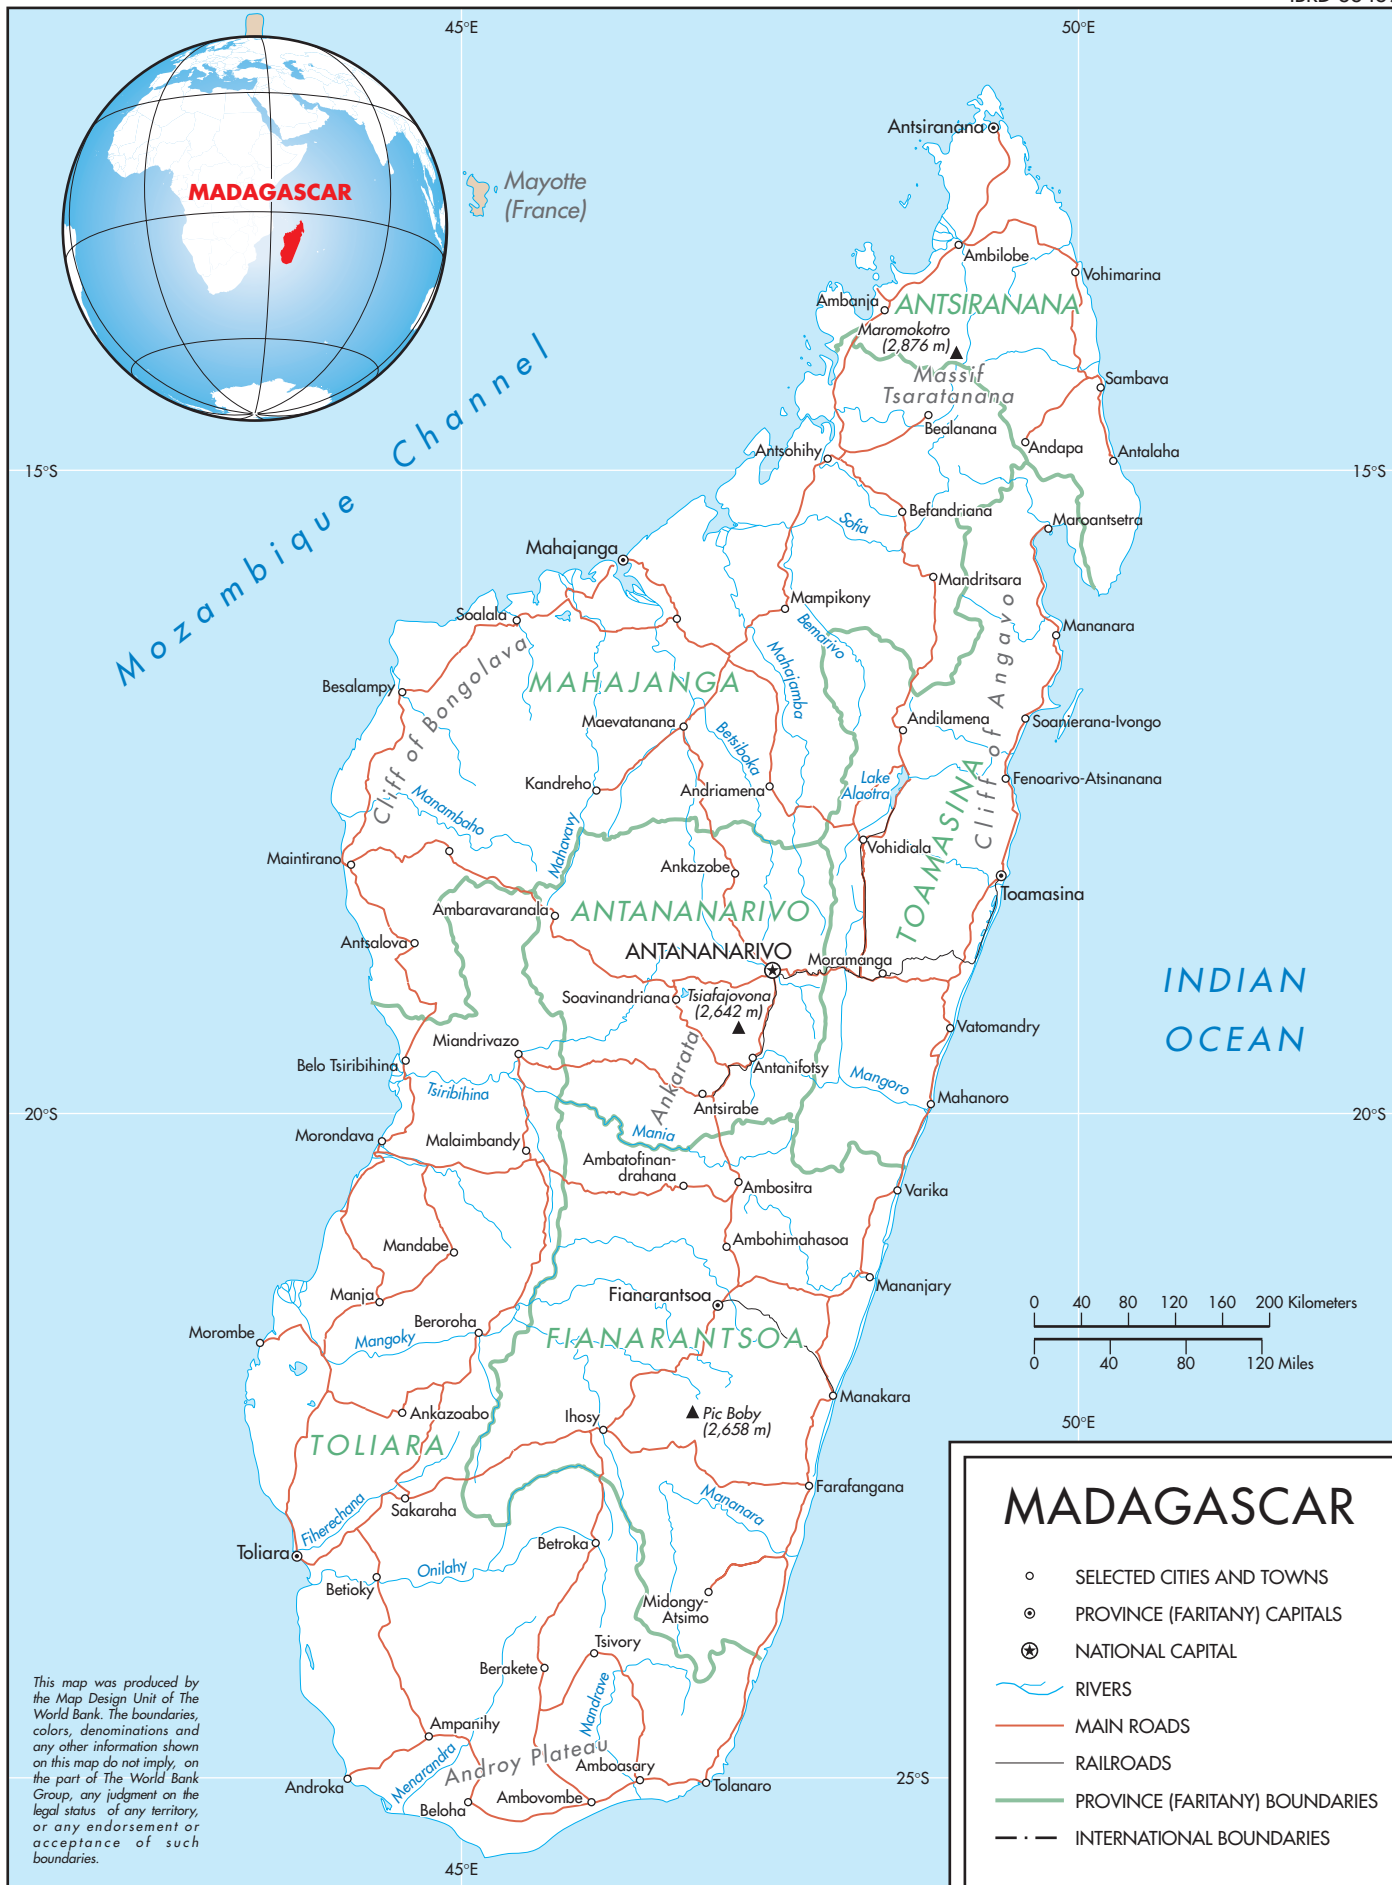 45°E
50°E
MADAGASCAR
Mayotte
(France)
Antsiranana
Ambilobe
Vohimarina
Ambanja
ANTSIRANANA
Maromokotro
(2,876 m)
Massif
Tsaratanana
Sambava
Bealanana
Andapa
Antalaha
Antsohihy
Mozambique Channel
15°S
15°S
Befandriana
Sofia
Maroantsetra
Mahajanga
Mandritsara
Mampikony
Soalala
Bemarivo
Mananara
Mahajamba
Cliff of Bongolava
MAHAJANGA
Cliff of Angavo
Besalampy
Maevatanana
Betsiboka
Andilamena
Soanierana-Ivongo
Kandreho
Andriamena
Lake
Alaotra
Fenoarivo-Atsinanana
Manambaho
Mahavavy
TOAMASINA
Vohidiala
Maintirano
Ankazobe
Toamasina
Ambaravaranala
ANTANANARIVO
Antsalova
ANTANANARIVO
Moramanga
INDIAN
OCEAN
Soavinandriana
Tsiafajovona
(2,642 m)
Vatomandry
Miandrivazo
Ankarata
Belo Tsiribihina
Antanifotsy
Tsiribihina
Mangoro
Antsirabe
Mahanoro
20°S
20°S
Morondava
Malaimbandy
Mania
Ambatofinan-
drahana
Ambositra
Varika
Mandabe
Ambohimahasoa
Manja
Fianarantsoa
Mananjary
Beroroha
Morombe
Mangoky
FIANARANTSOA
0 40 80 120 160 200 Kilometers
0 40 80 120 Miles
Manakara
Ankazoabo
Ihosy
Pic Boby
(2,658 m)
50°E
TOLIARA
Farafangana
Mananara
Sakaraha
Fiherechana
Toliara
Betroka
Onilahy
Betioky
Midongy-
Atsimo
Tsivory
Berakete
Mandrave
Ampanihy
Androy Plateau
Menarandra
Amboasary
Androka
Beloha
Ambovombe
Tolanaro
25°S
45°E
This map was produced by
the Map Design Unit of The
World Bank. The boundaries,
colors, denominations and
any other information shown
on this map do not imply, on
the part of The World Bank
Group, any judgment on the
legal status of any territory,
or any endorsement or
acceptance of such
boundaries.
MADAGASCAR
SELECTED CITIES AND TOWNS
PROVINCE (FARITANY) CAPITALS
NATIONAL CAPITAL
RIVERS
MAIN ROADS
RAILROADS
PROVINCE (FARITANY) BOUNDARIES
INTERNATIONAL BOUNDARIES